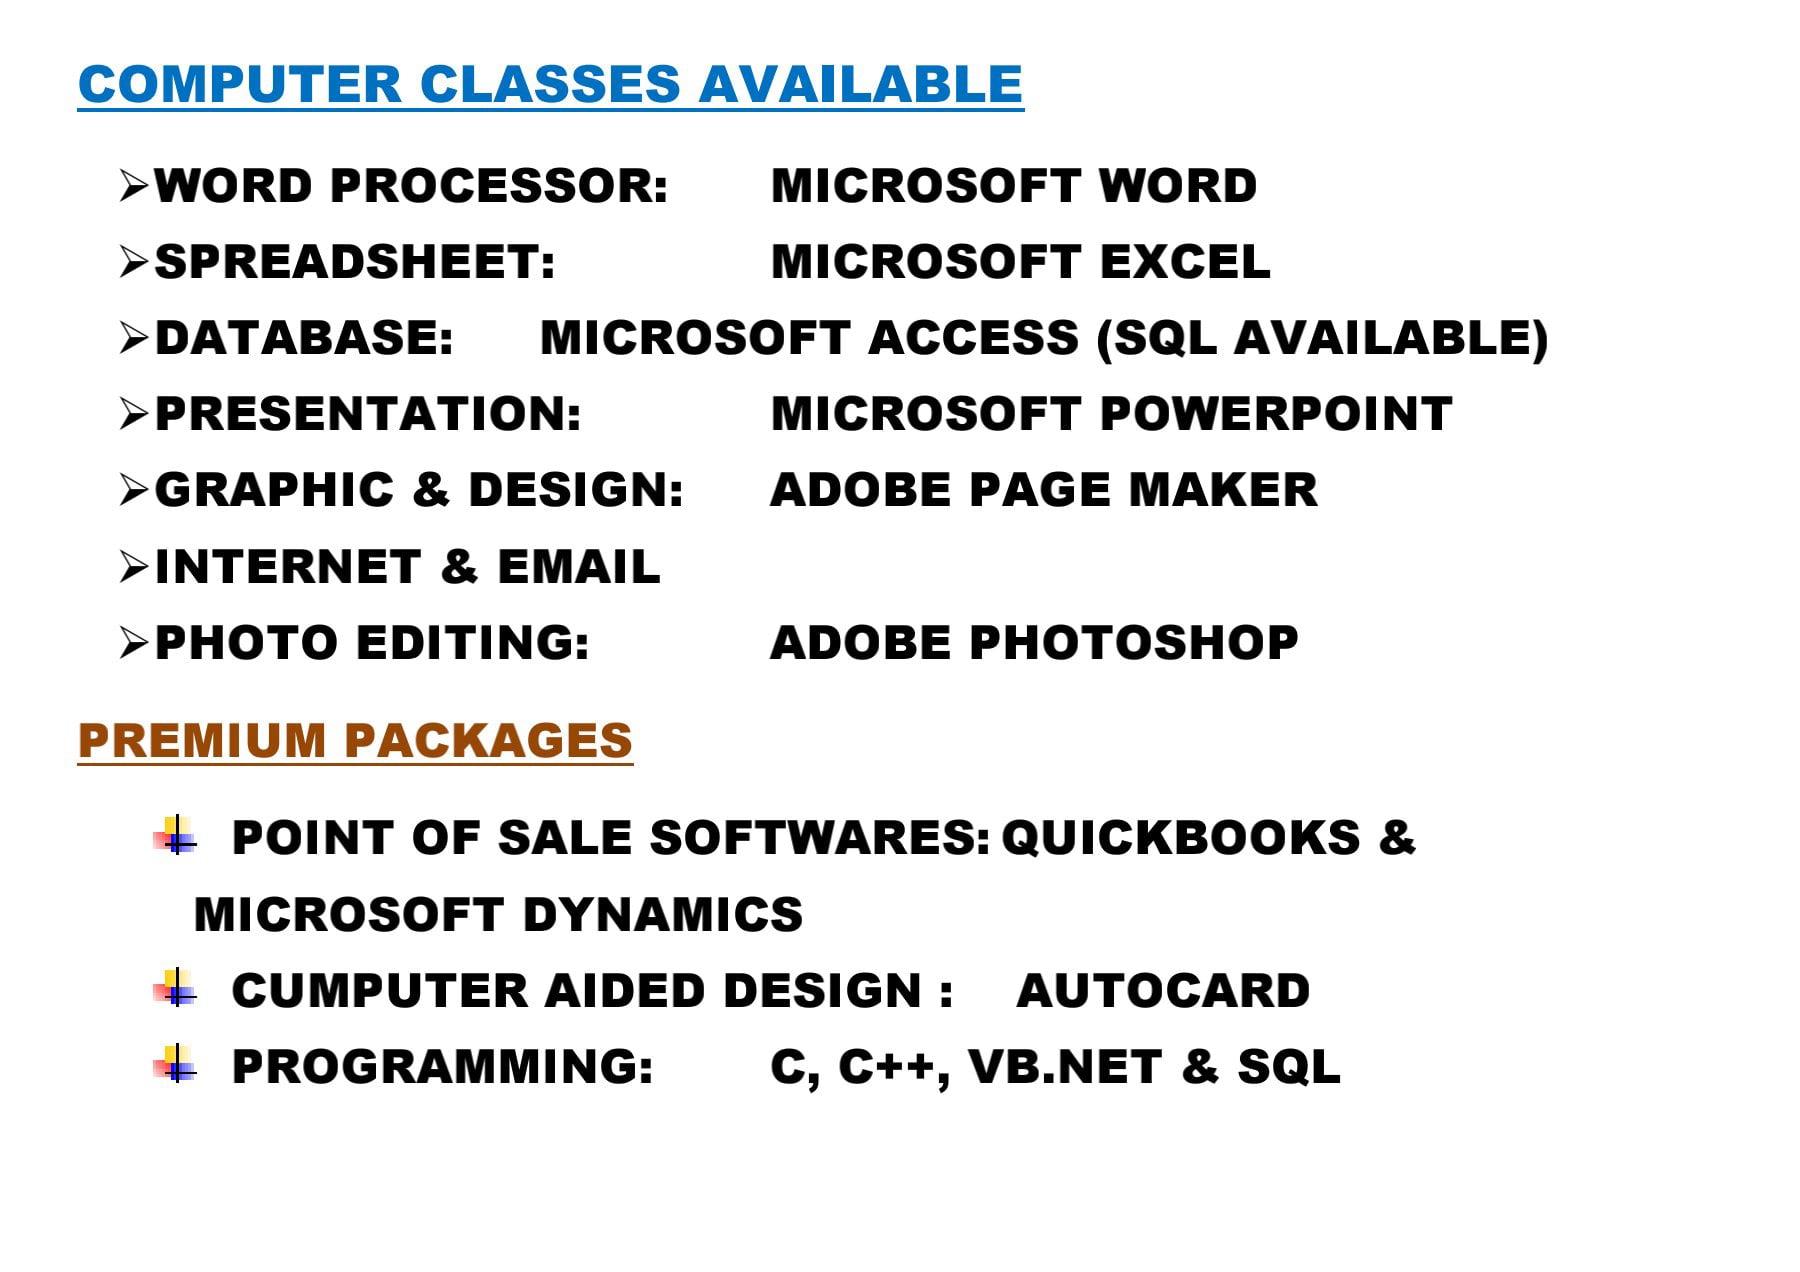 COMPUTER CLASSES AVAILABLE
WORD PROCESSOR: MICROSOFT WORD
SPREADSHEET: MICROSOFT EXCEL
DATABASE: MICROSOFT ACCESS (SQL AVAILABLE)
PRESENTATION: MICROSOFT POWERPOINT
GRAPHIC & DESIGN: ADOBE PAGE MAKER
INTERNET & EMAIL
PHOTO EDITING: ADOBE PHOTOSHOP
PREMIUM PACKAGES
POINT OF SALE SOFTWARES: QUICKBOOKS &
MICROSOFT DYNAMICS
CUMPUTER AIDED DESIGN : AUTOCARD
PROGRAMMING: C, C++, VB.NET & SQL